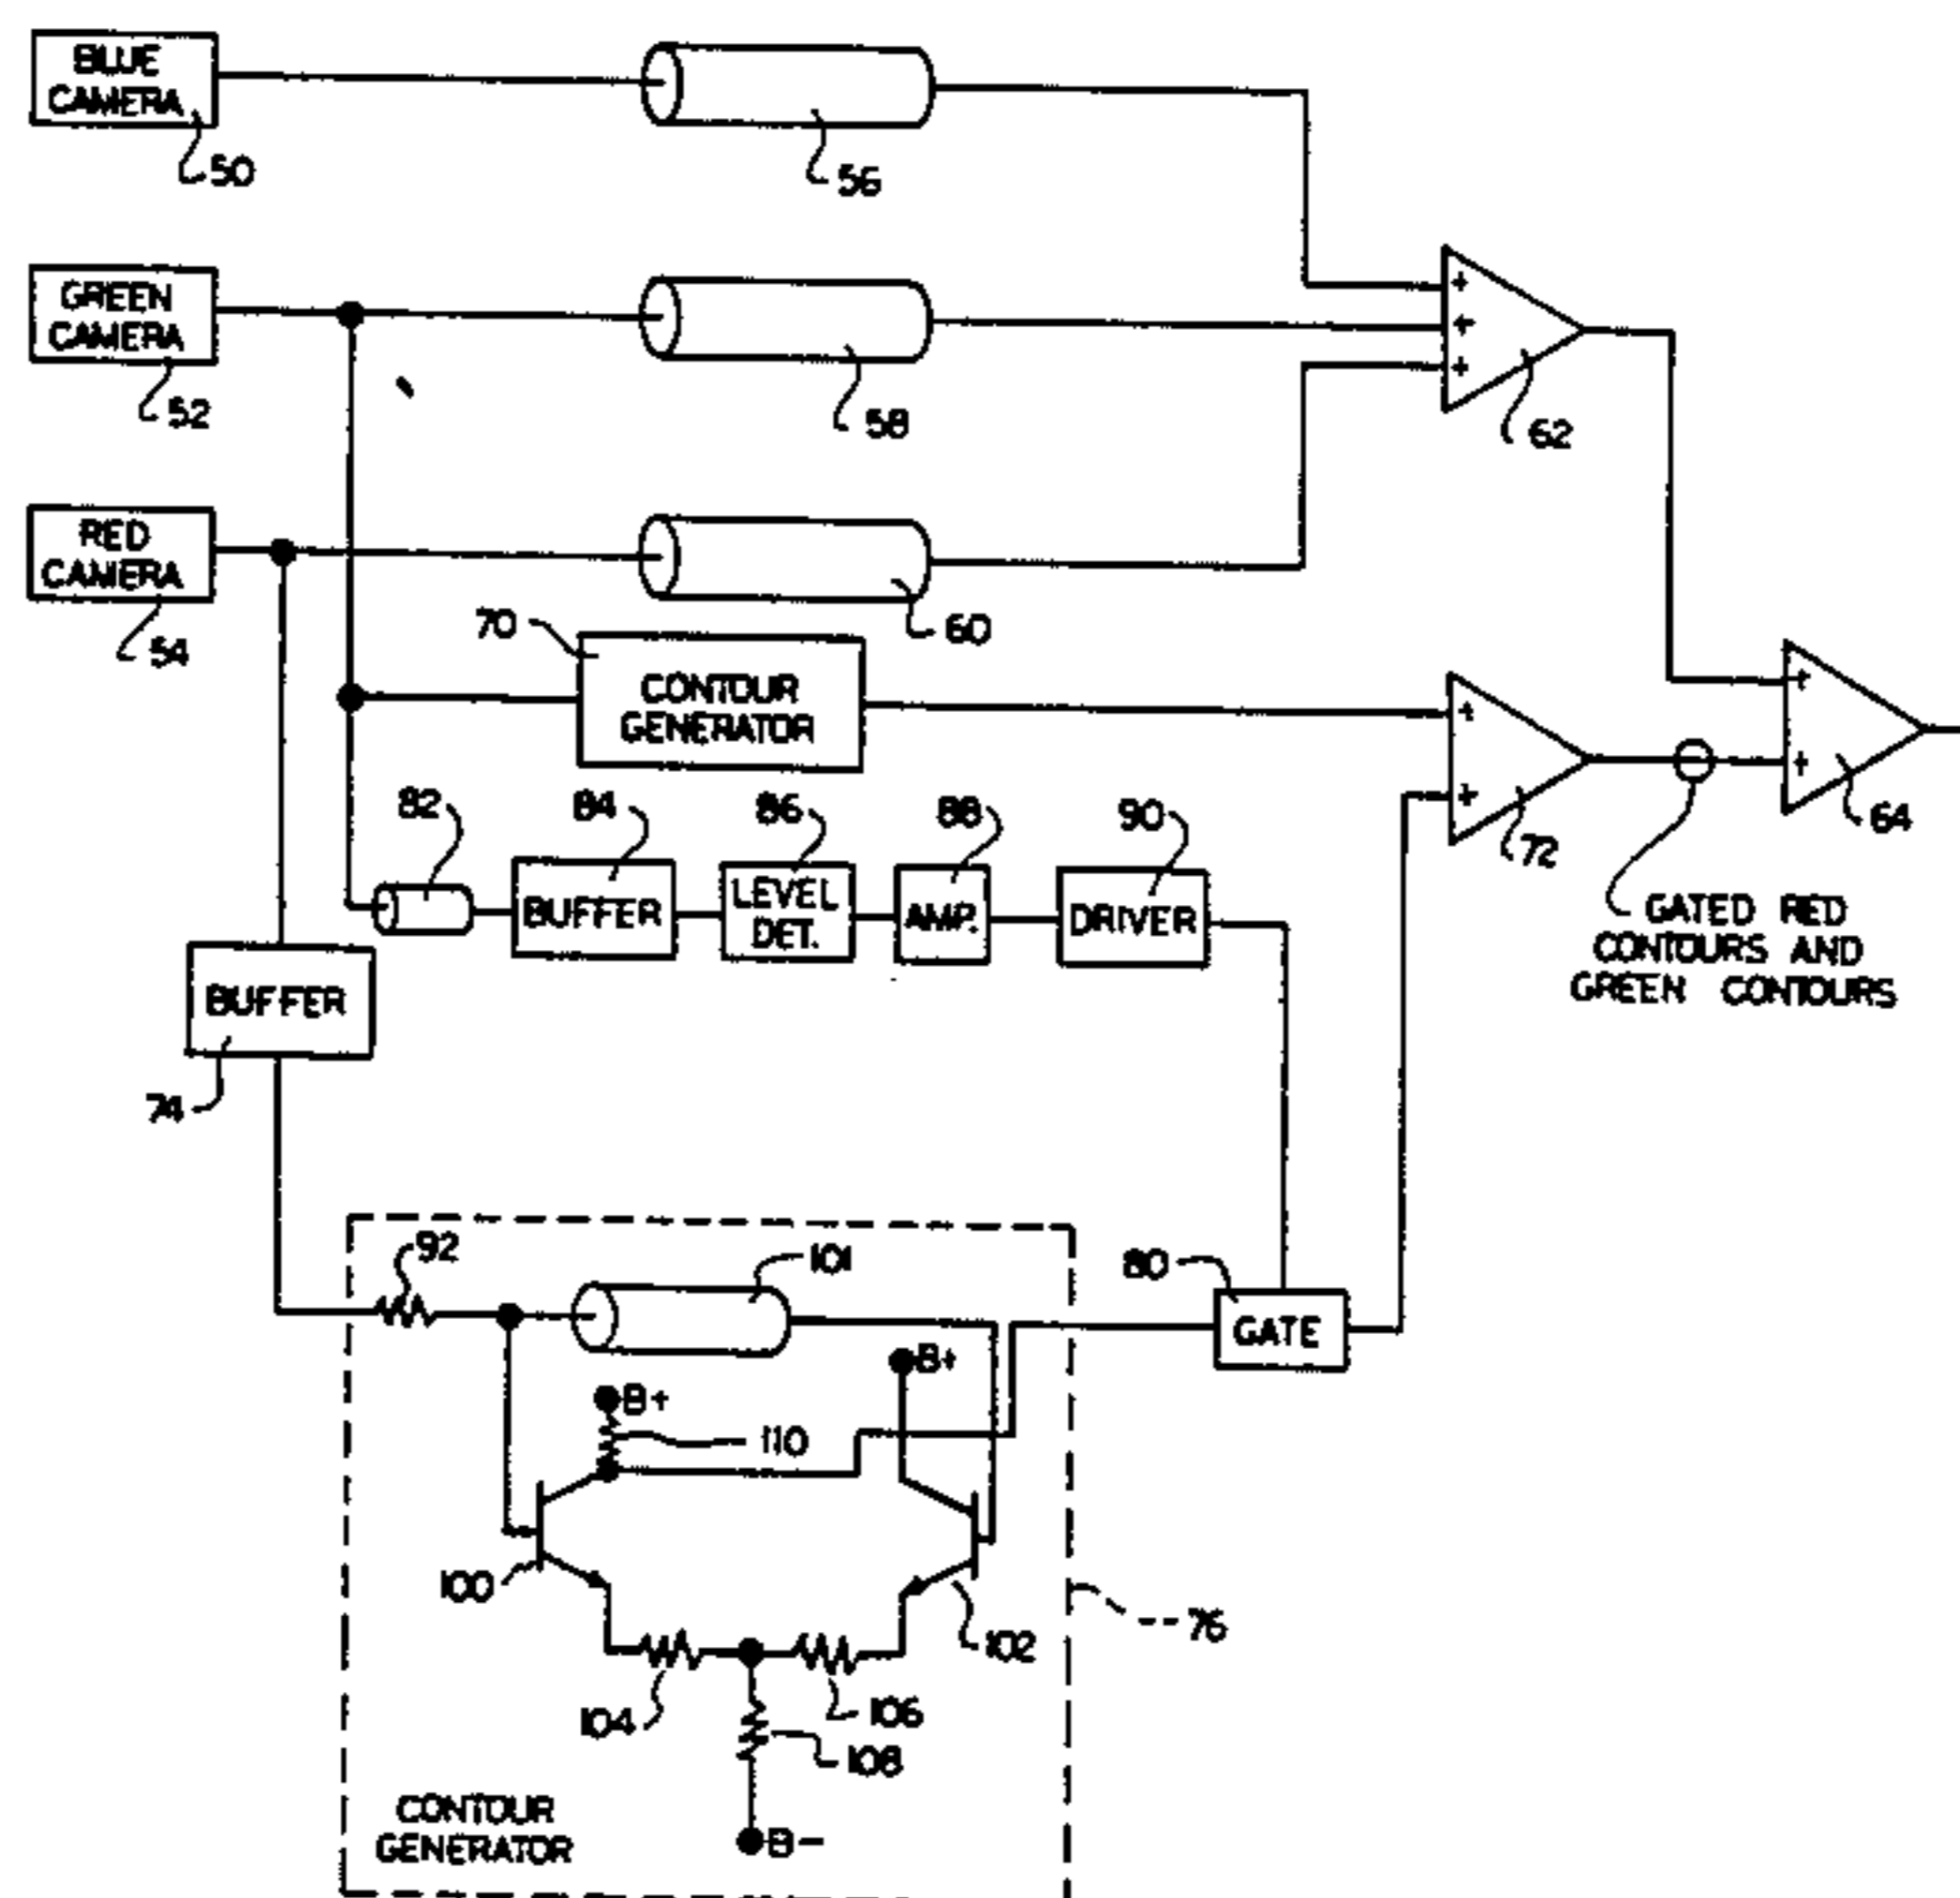 BLUE
CAMERA
50
56
GREEN
CAMERA
52
58
+
+
+
62
RED
CAMERA
54
60
70
CONTOUR
GENERATOR
+
+
72
+
+
64
82
84
86
88
90
BUFFER
LEVEL
DET.
AMP.
DRIVER
GATED RED
CONTOURS AND
GREEN CONTOURS
BUFFER
74
92
101
80
GATE
B+
B+
110
100
102
76
104
106
108
B-
CONTOUR
GENERATOR